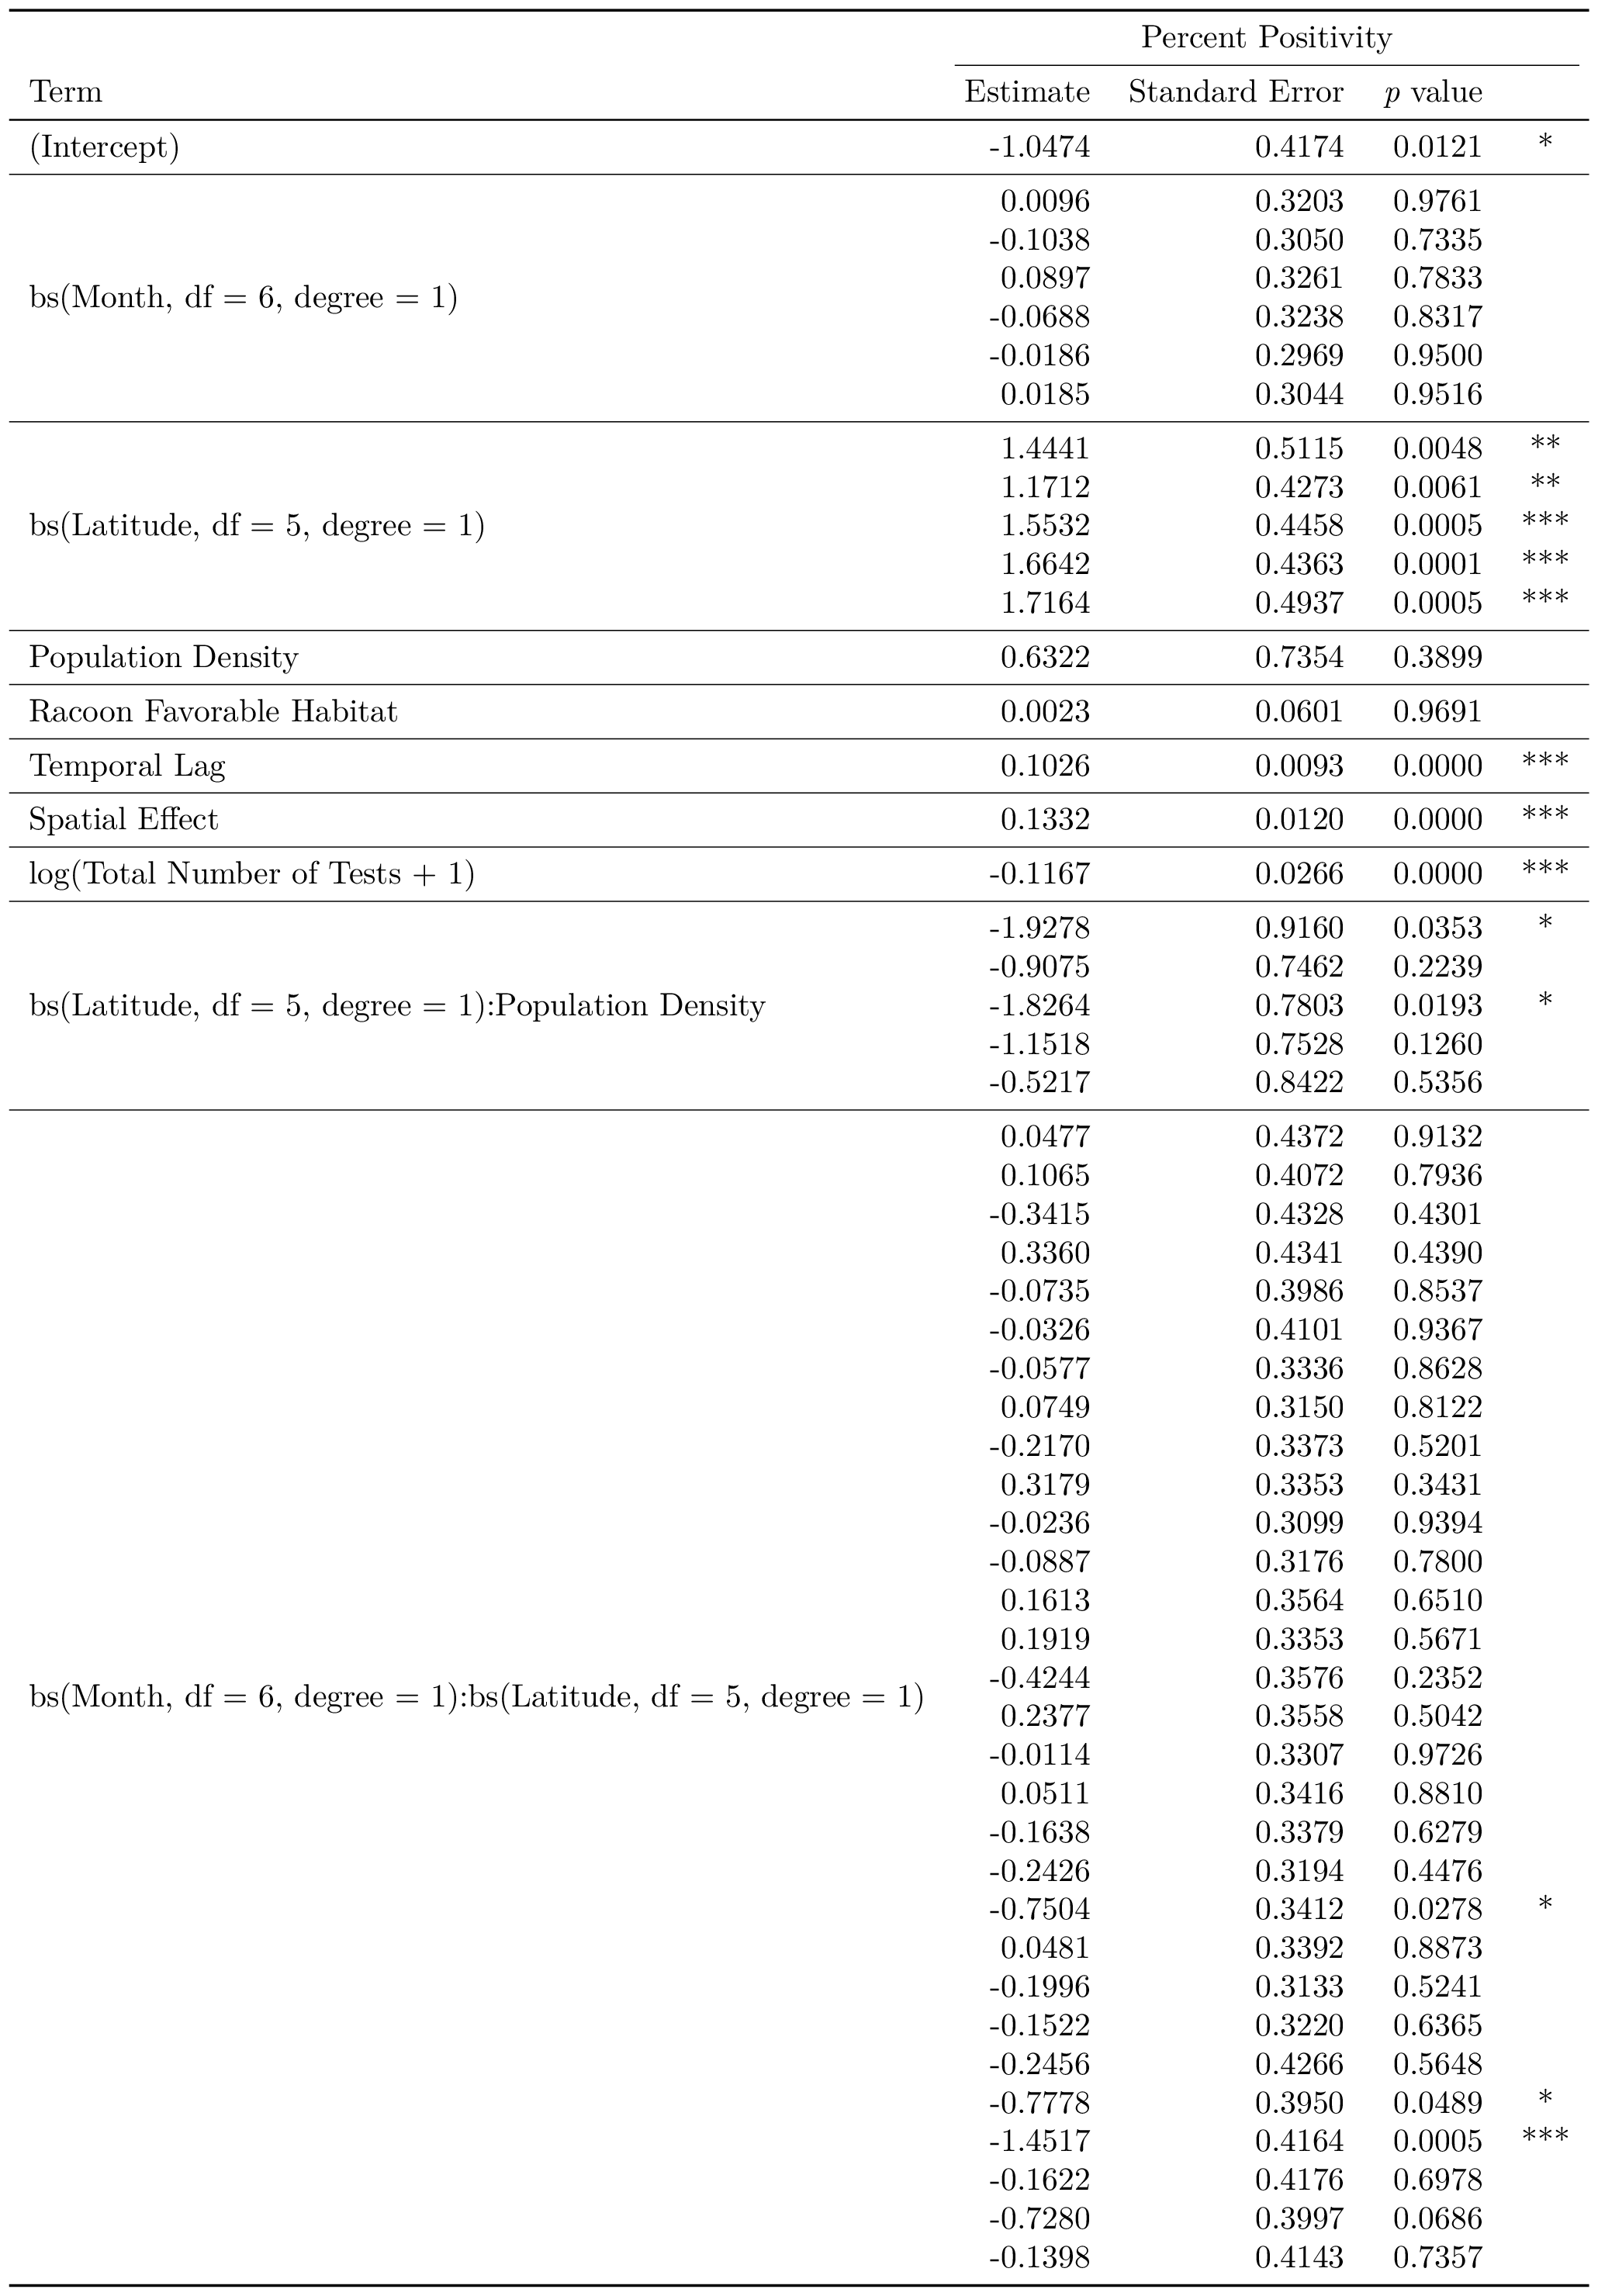 Percent Positivity
Term Estimate Standard Error p value
(Intercept) -1.0474 0.4174 0.0121 *
0.0096 0.3203 0.9761
-0.1038 0.3050 0.7335
0.0897 0.3261 0.7833
bs(Month, df = 6, degree = 1)
-0.0688 0.3238 0.8317
-0.0186 0.2969 0.9500
0.0185 0.3044 0.9516
1.4441 0.5115 0.0048 **
1.1712 0.4273 0.0061 **
bs(Latitude, df = 5, degree = 1) 1.5532 0.4458 0.0005 ***
1.6642 0.4363 0.0001 ***
1.7164 0.4937 0.0005 ***
Population Density 0.6322 0.7354 0.3899
Racoon Favorable Habitat 0.0023 0.0601 0.9691
Temporal Lag 0.1026 0.0093 0.0000 ***
Spatial Effect 0.1332 0.0120 0.0000 ***
log(Total Number of Tests + 1) -0.1167 0.0266 0.0000 ***
-1.9278 0.9160 0.0353 *
-0.9075 0.7462 0.2239
bs(Latitude, df = 5, degree = 1):Population Density -1.8264 0.7803 0.0193 *
-1.1518 0.7528 0.1260
-0.5217 0.8422 0.5356
0.0477 0.4372 0.9132
0.1065 0.4072 0.7936
-0.3415 0.4328 0.4301
0.3360 0.4341 0.4390
-0.0735 0.3986 0.8537
-0.0326 0.4101 0.9367
-0.0577 0.3336 0.8628
0.0749 0.3150 0.8122
-0.2170 0.3373 0.5201
0.3179 0.3353 0.3431
-0.0236 0.3099 0.9394
-0.0887 0.3176 0.7800
0.1613 0.3564 0.6510
0.1919 0.3353 0.5671
-0.4244 0.3576 0.2352
bs(Month, df = 6, degree = 1):bs(Latitude, df = 5, degree = 1)
0.2377 0.3558 0.5042
-0.0114 0.3307 0.9726
0.0511 0.3416 0.8810
-0.1638 0.3379 0.6279
-0.2426 0.3194 0.4476
-0.7504 0.3412 0.0278 *
0.0481 0.3392 0.8873
-0.1996 0.3133 0.5241
-0.1522 0.3220 0.6365
-0.2456 0.4266 0.5648
-0.7778 0.3950 0.0489 *
-1.4517 0.4164 0.0005 ***
-0.1622 0.4176 0.6978
-0.7280 0.3997 0.0686
-0.1398 0.4143 0.7357